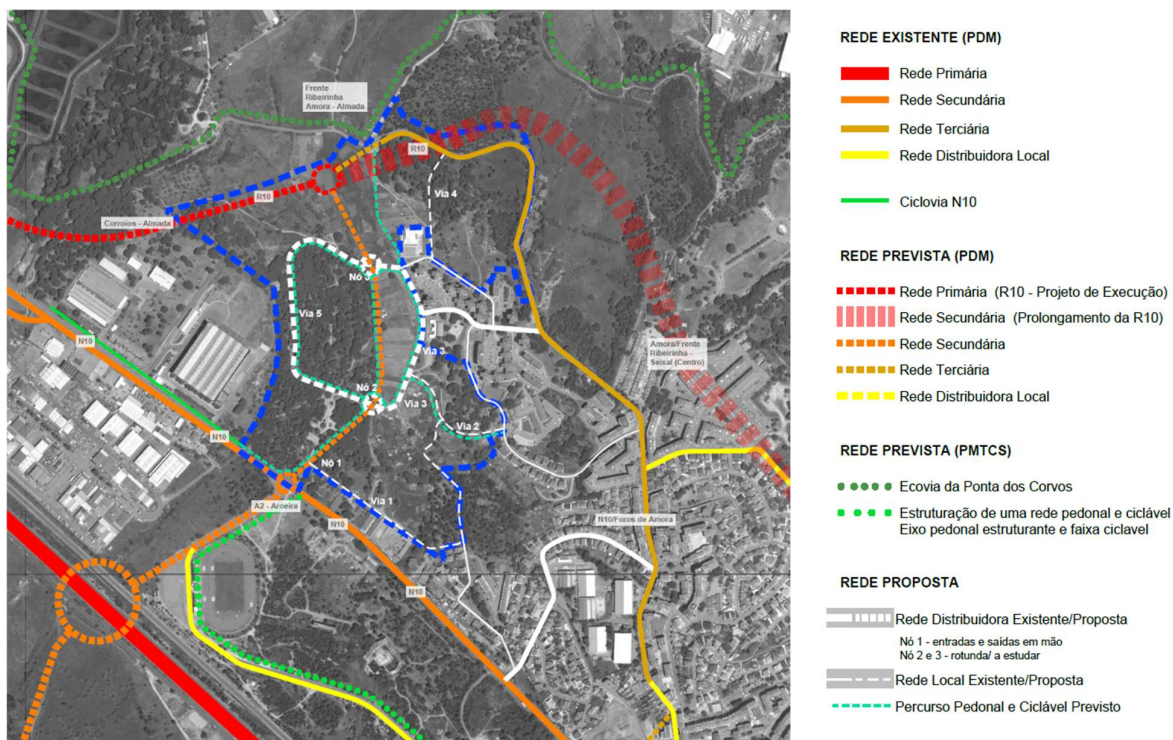 Frente
Ribeirinha
Amora - Almada
R10
Via 4
R10
Corroios - Almada
Nó 3
Via 5
N10
Via 3
Amora/Frente
Ribeirinha -
Seixal (Centro)
Nó 2
Via 3
Via 2
N10
Nó 1
Via 1
A2 - Aroeira
N10
N10/Foros de Amora
N10
REDE EXISTENTE (PDM)
Rede Primária
Rede Secundária
Rede Terciária
Rede Distribuidora Local
Ciclovia N10
REDE PREVISTA (PDM)
Rede Primária (R10 - Projeto de Execução)
Rede Secundária (Prolongamento da R10)
Rede Secundária
Rede Terciária
Rede Distribuidora Local
REDE PREVISTA (PMTCS)
Ecovia da Ponta dos Corvos
Estruturação de uma rede pedonal e ciclável
Eixo pedonal estruturante e faixa ciclavel
REDE PROPOSTA
Rede Distribuidora Existente/Proposta
Nó 1 - entradas e saídas em mão
Nó 2 e 3 - rotunda/ a estudar
Rede Local Existente/Proposta
Percurso Pedonal e Ciclável Previsto